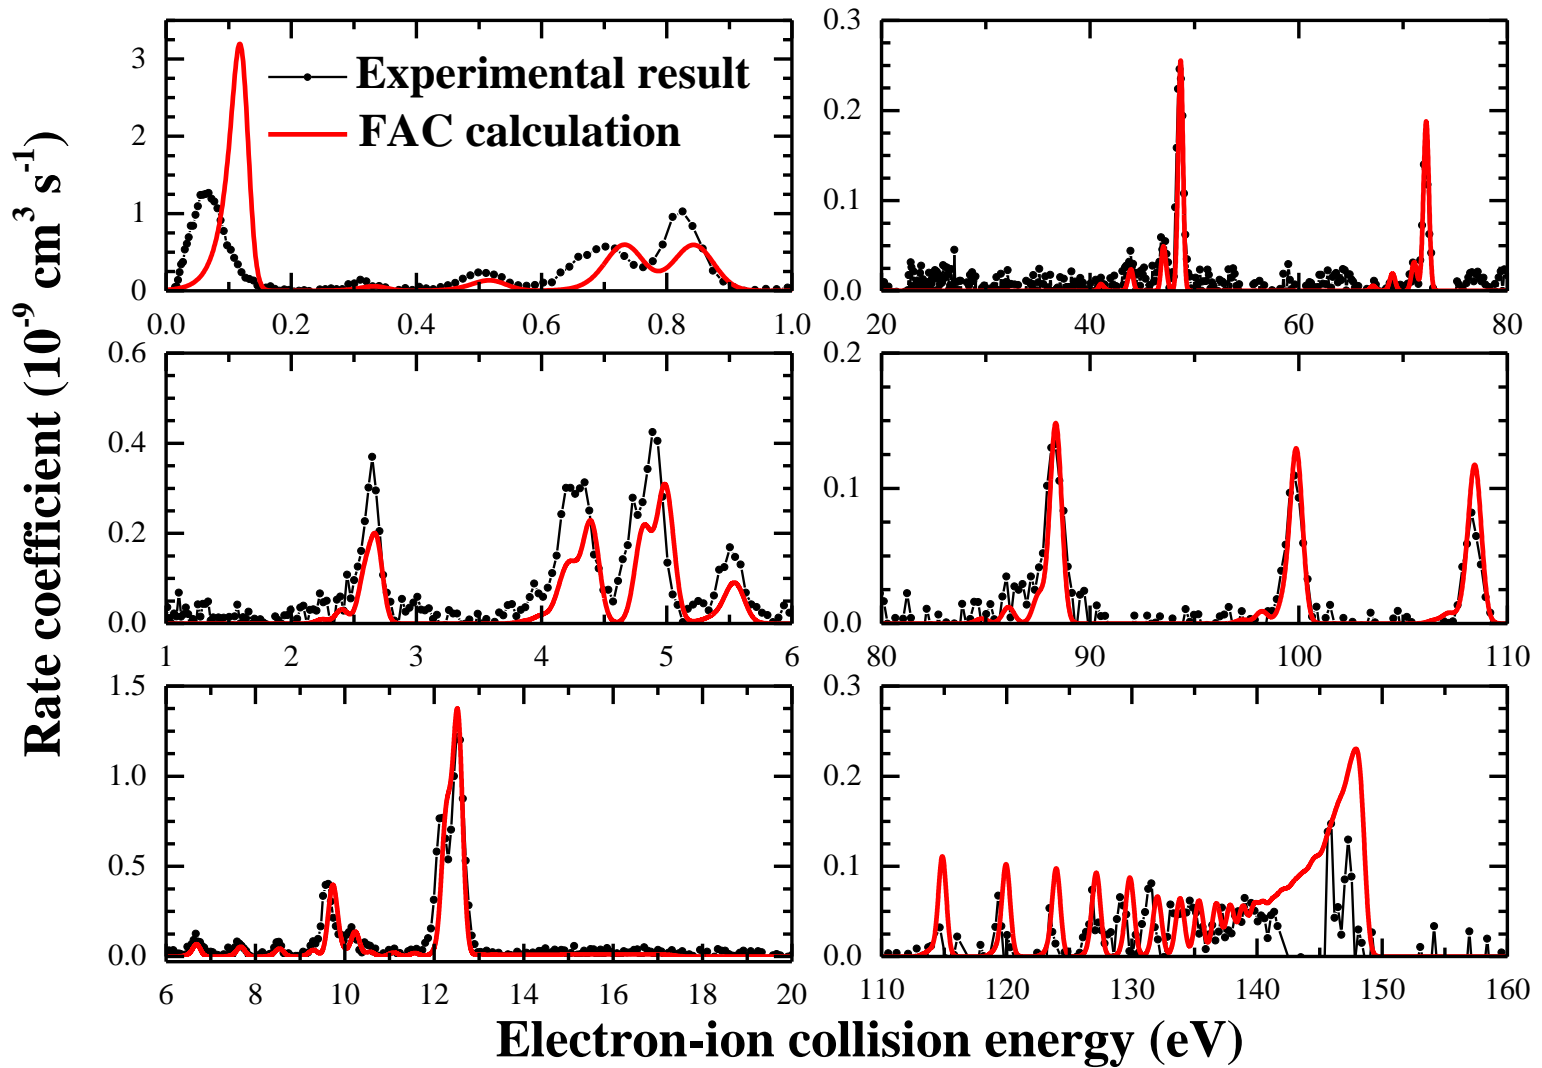 Rate coefficient (10⁻⁹ cm³ s⁻¹)
3
2
1
0
Experimental result
FAC calculation
0.0 0.2 0.4 0.6 0.8 1.0
0.3
0.2
0.1
0.0
20 40 60 80
0.6
0.4
0.2
0.0
1 2 3 4 5 6
0.2
0.1
0.0
80 90 100 110
1.5
1.0
0.5
0.0
6 8 10 12 14 16 18 20
0.3
0.2
0.1
0.0
110 120 130 140 150 160
Electron-ion collision energy (eV)